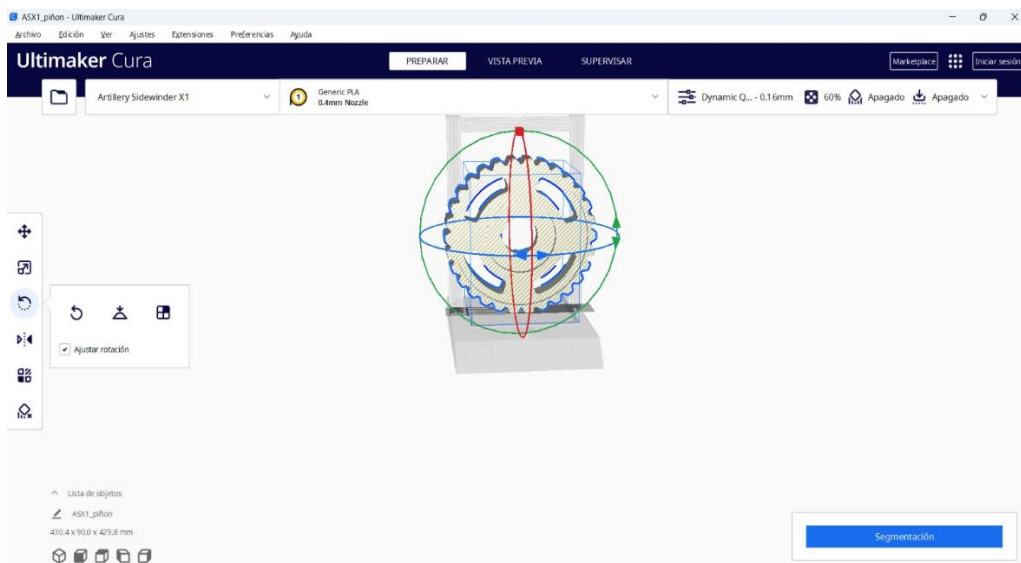 ASX1_piñon - Ultimaker Cura
Archivo Edición Ver Ajustes Extensiones Preferencias Ayuda
Ultimaker Cura
PREPARAR VISTA PREVIA SUPERVISAR
Marketplace Iniciar sesión
Artillery Sidewinder X1
1
Generic PLA
0.4mm Nozzle
Dynamic Q... - 0.16mm 60% Apagado Apagado
Ajustar rotación
Lista de objetos
ASX1_piñon
430.4 x 90.0 x 429.8 mm
Segmentación